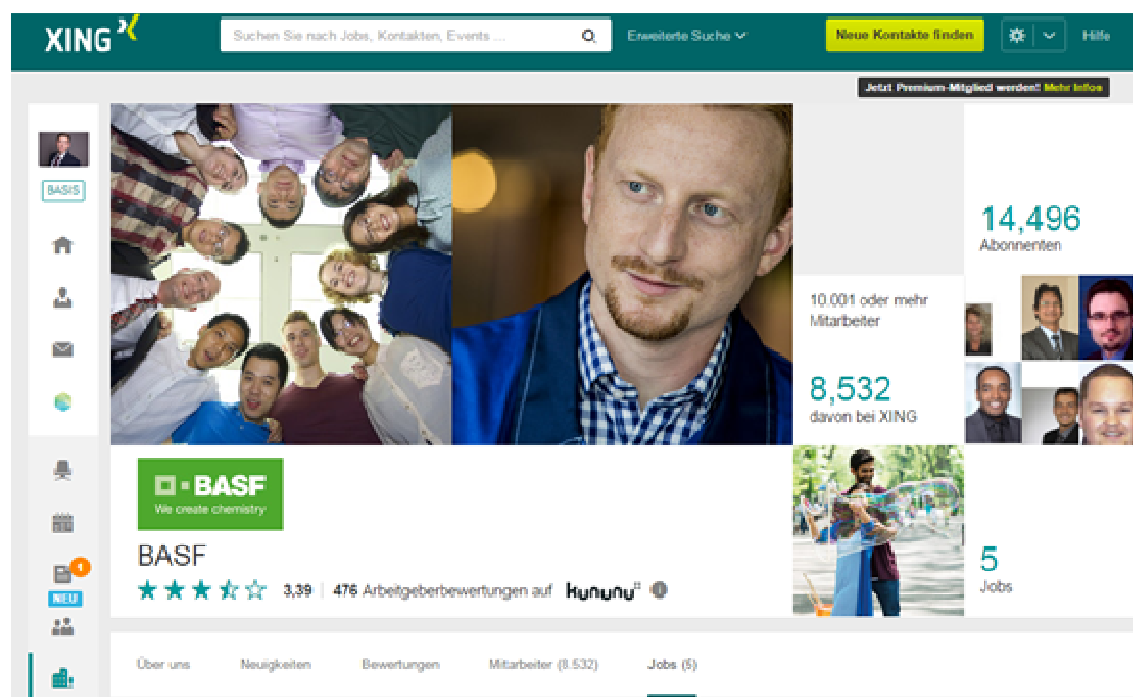 XING
Suchen Sie nach Jobs, Kontakten, Events ...
Erweiterte Suche
Neue Kontakte finden
Hilfe
Jetzt Premium-Mitglied werden!! Mehr Infos
BASIS
14,496
Abonnenten
10.001 oder mehr
Mitarbeiter
8,532
davon bei XING
BASF
We create chemistry
BASF
3,39 476 Arbeitgeberbewertungen auf kununu
5
Jobs
1
NEU
Über uns Neuigkeiten Bewertungen Mitarbeiter (8.532) Jobs (5)